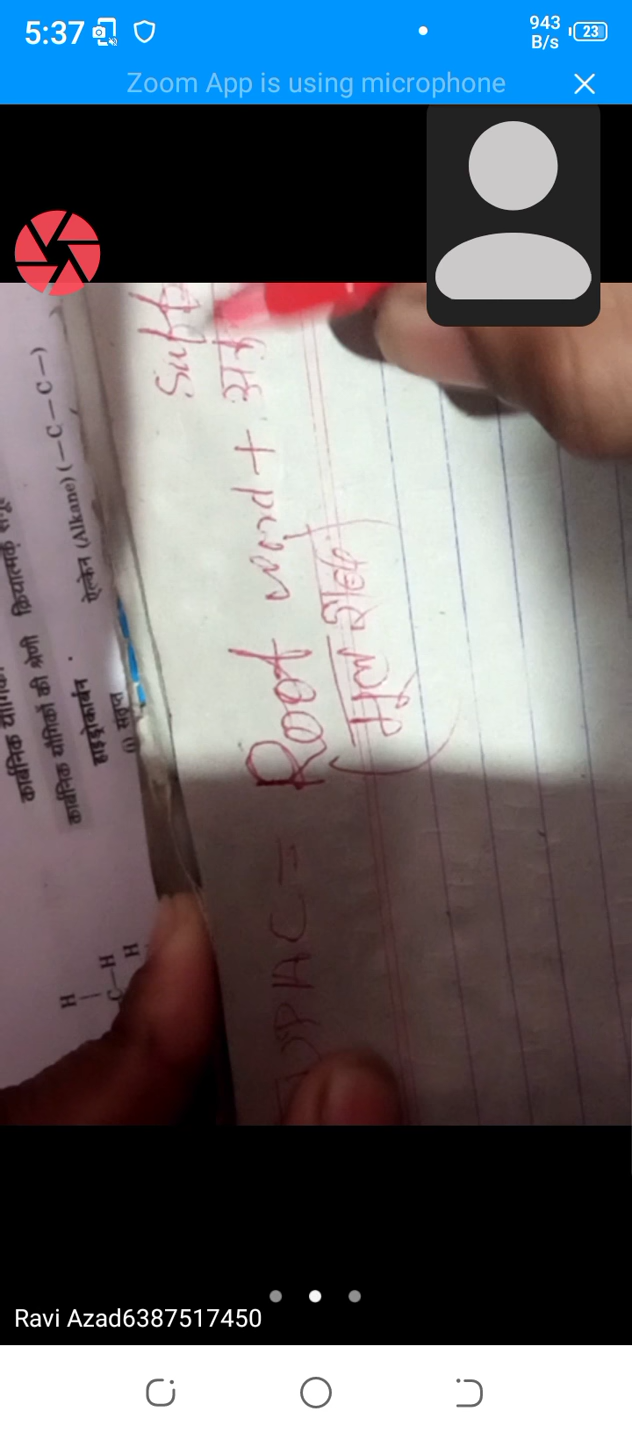 5:37
943 B/s
23
Zoom App is using microphone
कार्बनिक यौगिकों की श्रेणी क्रियात्मक
हाइड्रोकार्बन
(i) संतृप्त
ऐल्केन (Alkane) (—C—C—)
H
C—H
H
IUPAC = Root word +
(मूल शब्द)
Ravi Azad6387517450